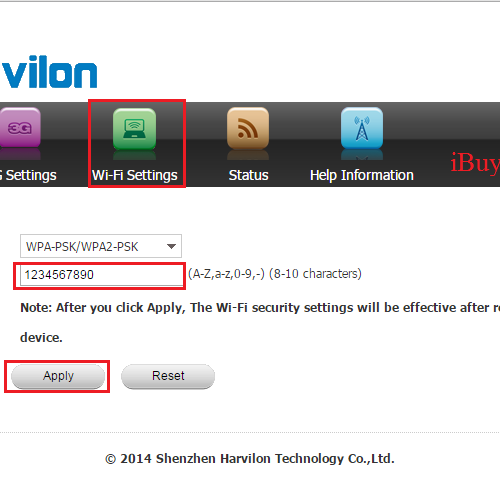 vilon
3G
G Settings
Wi-Fi Settings
Status
Help Information
iBuy
WPA-PSK/WPA2-PSK
1234567890 (A-Z,a-z,0-9,-) (8-10 characters)
Note: After you click Apply, The Wi-Fi security settings will be effective after re
device.
Apply Reset
© 2014 Shenzhen Harvilon Technology Co.,Ltd.